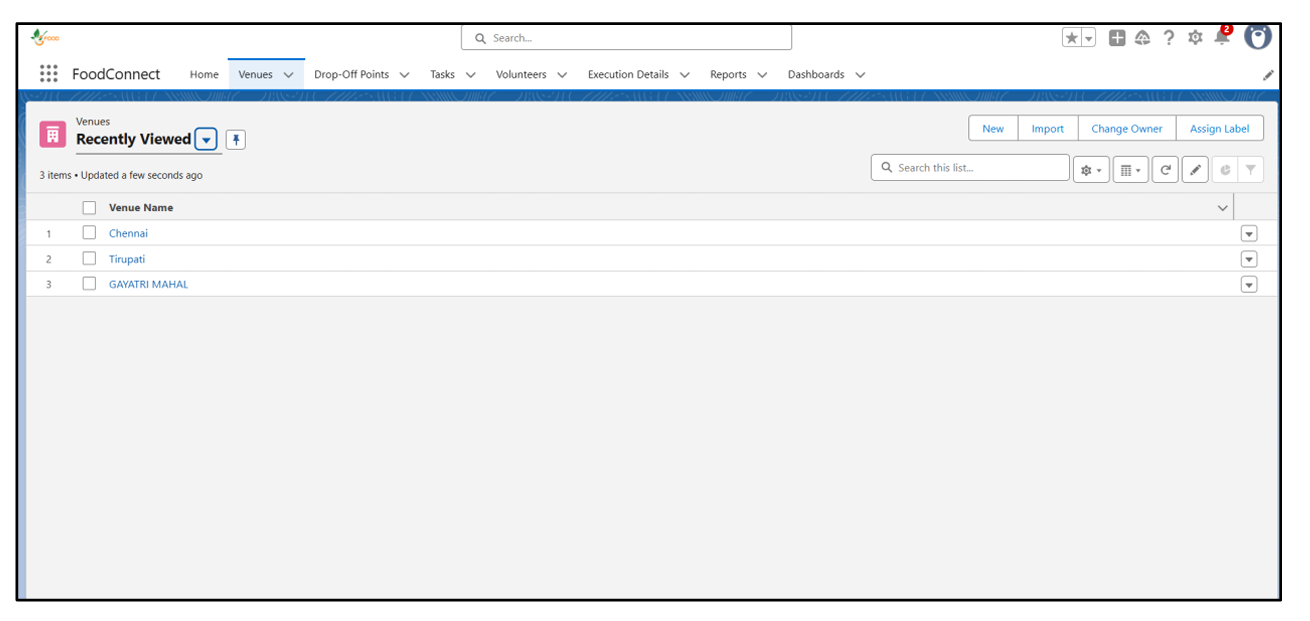 FOOD
Search...
2
FoodConnect Home Venues Drop-Off Points Tasks Volunteers Execution Details Reports Dashboards
Venues
Recently Viewed
New Import Change Owner Assign Label
3 items • Updated a few seconds ago
Search this list...
Venue Name
1 Chennai
2 Tirupati
3 GAYATRI MAHAL